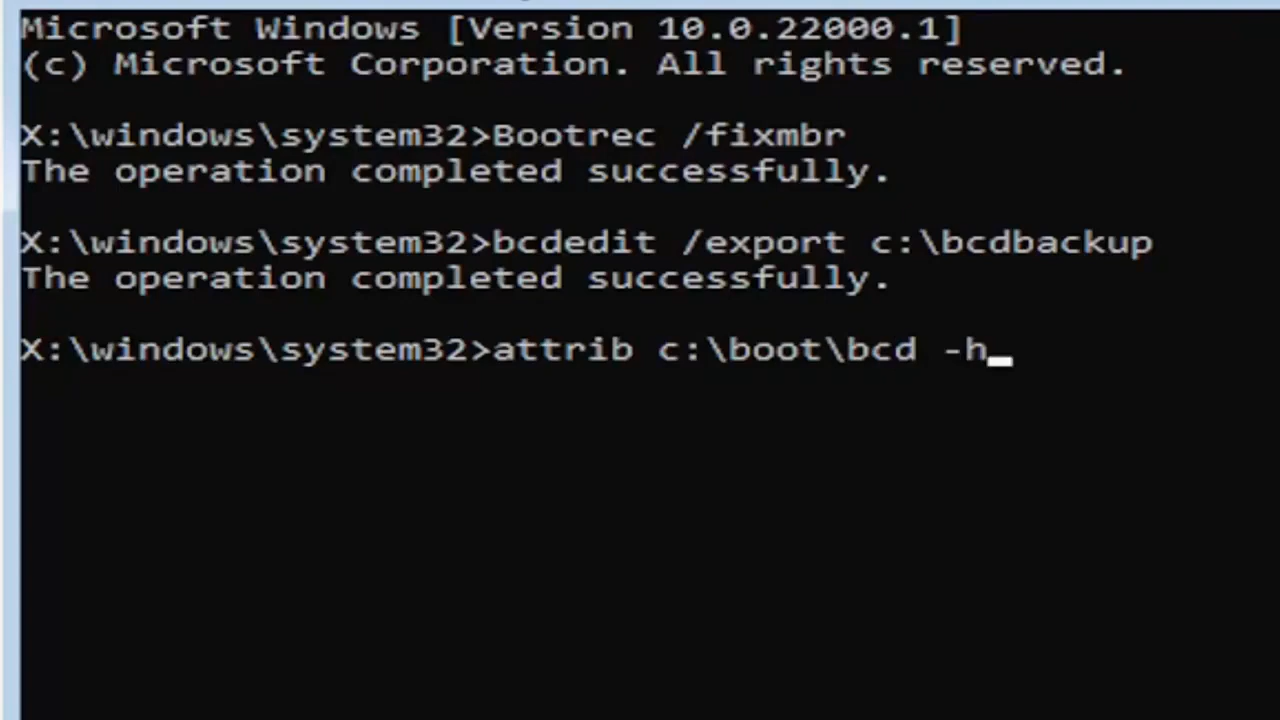 Microsoft Windows [Version 10.0.22000.1]
(c) Microsoft Corporation. All rights reserved.
X:\windows\system32>Bootrec /fixmbr
The operation completed successfully.
X:\windows\system32>bcdedit /export c:\bcdbackup
The operation completed successfully.
X:\windows\system32>attrib c:\boot\bcd -h